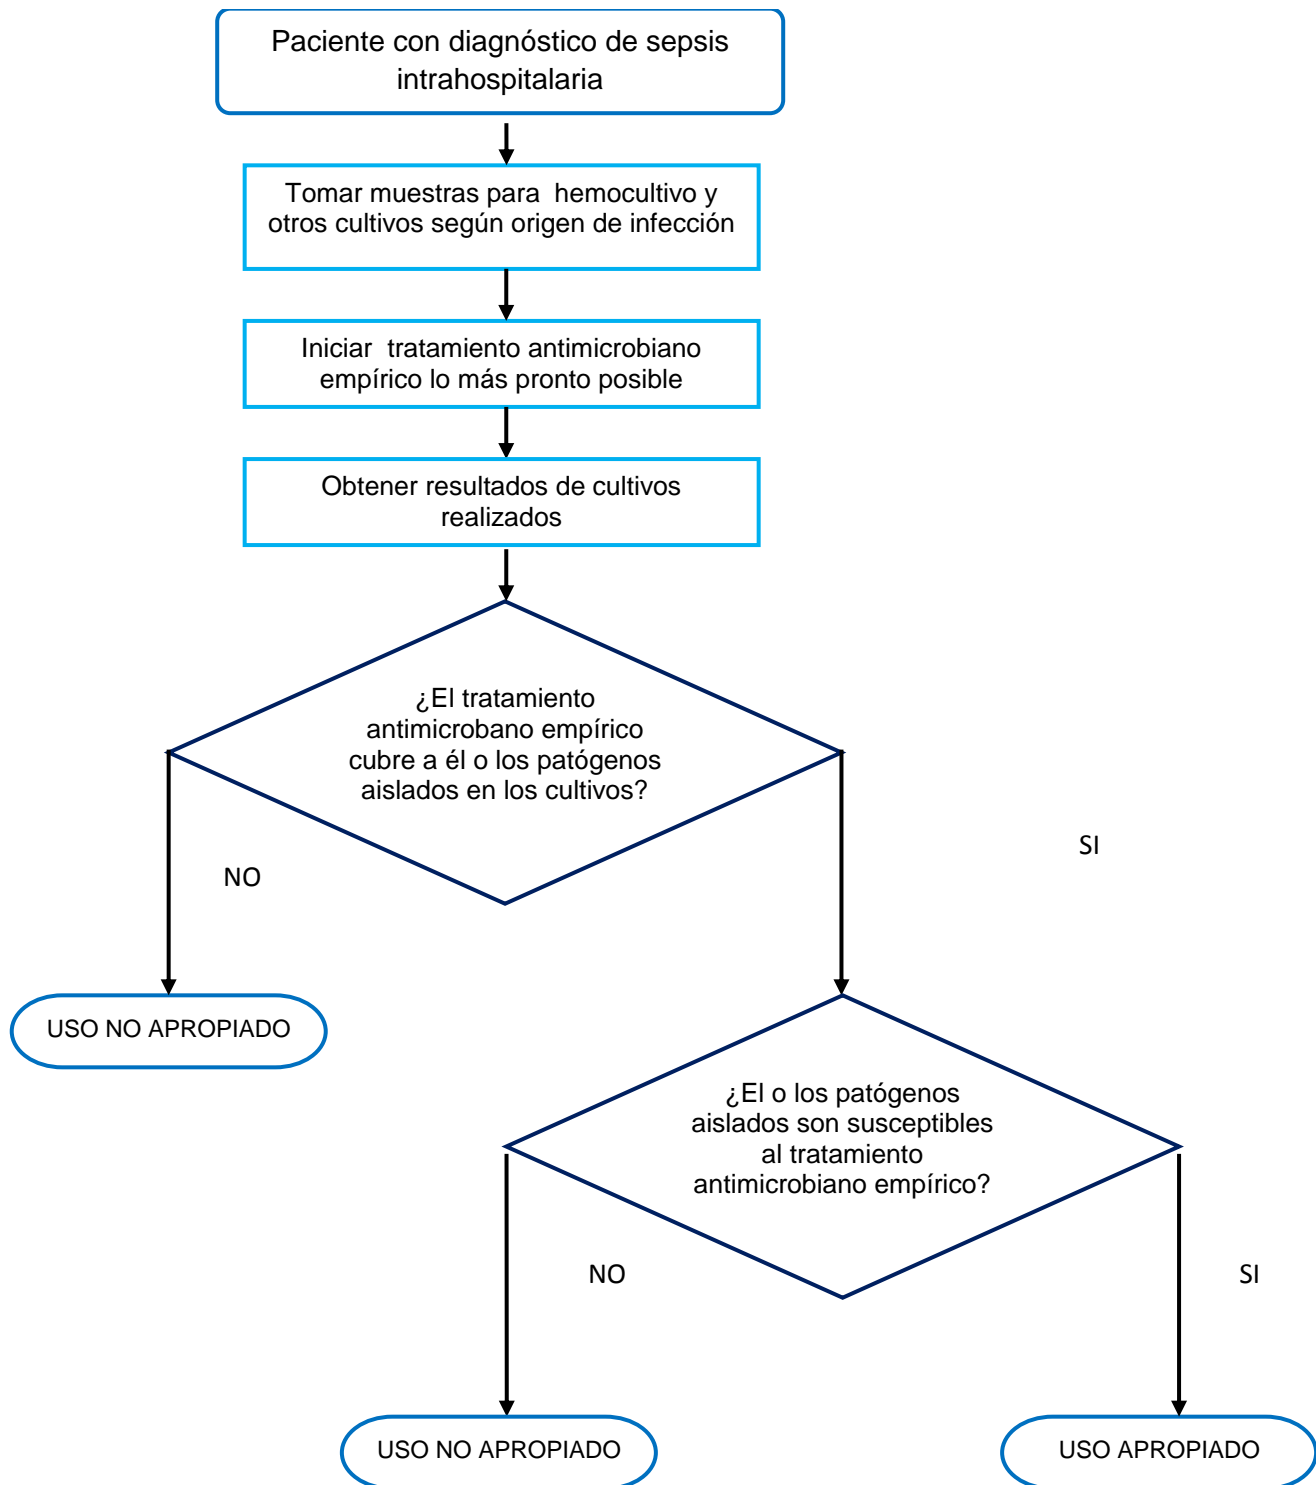 Paciente con diagnóstico de sepsis
intrahospitalaria
Tomar muestras para hemocultivo y
otros cultivos según origen de infección
Iniciar tratamiento antimicrobiano
empírico lo más pronto posible
Obtener resultados de cultivos
realizados
¿El tratamiento
antimicrobano empírico
cubre a él o los patógenos
aislados en los cultivos?
SI
NO
USO NO APROPIADO
¿El o los patógenos
aislados son susceptibles
al tratamiento
antimicrobiano empírico?
NO
SI
USO NO APROPIADO
USO APROPIADO